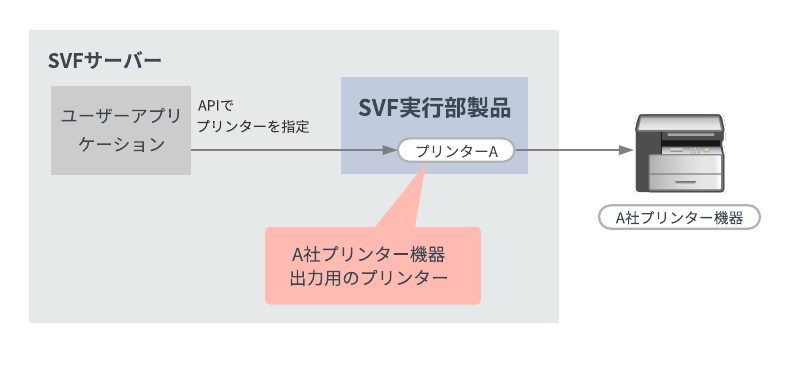 SVFサーバー
ユーザーアプリ
ケーション
APIで
プリンターを指定
SVF実行部製品
プリンターA
A社プリンター機器
出力用のプリンター
A社プリンター機器